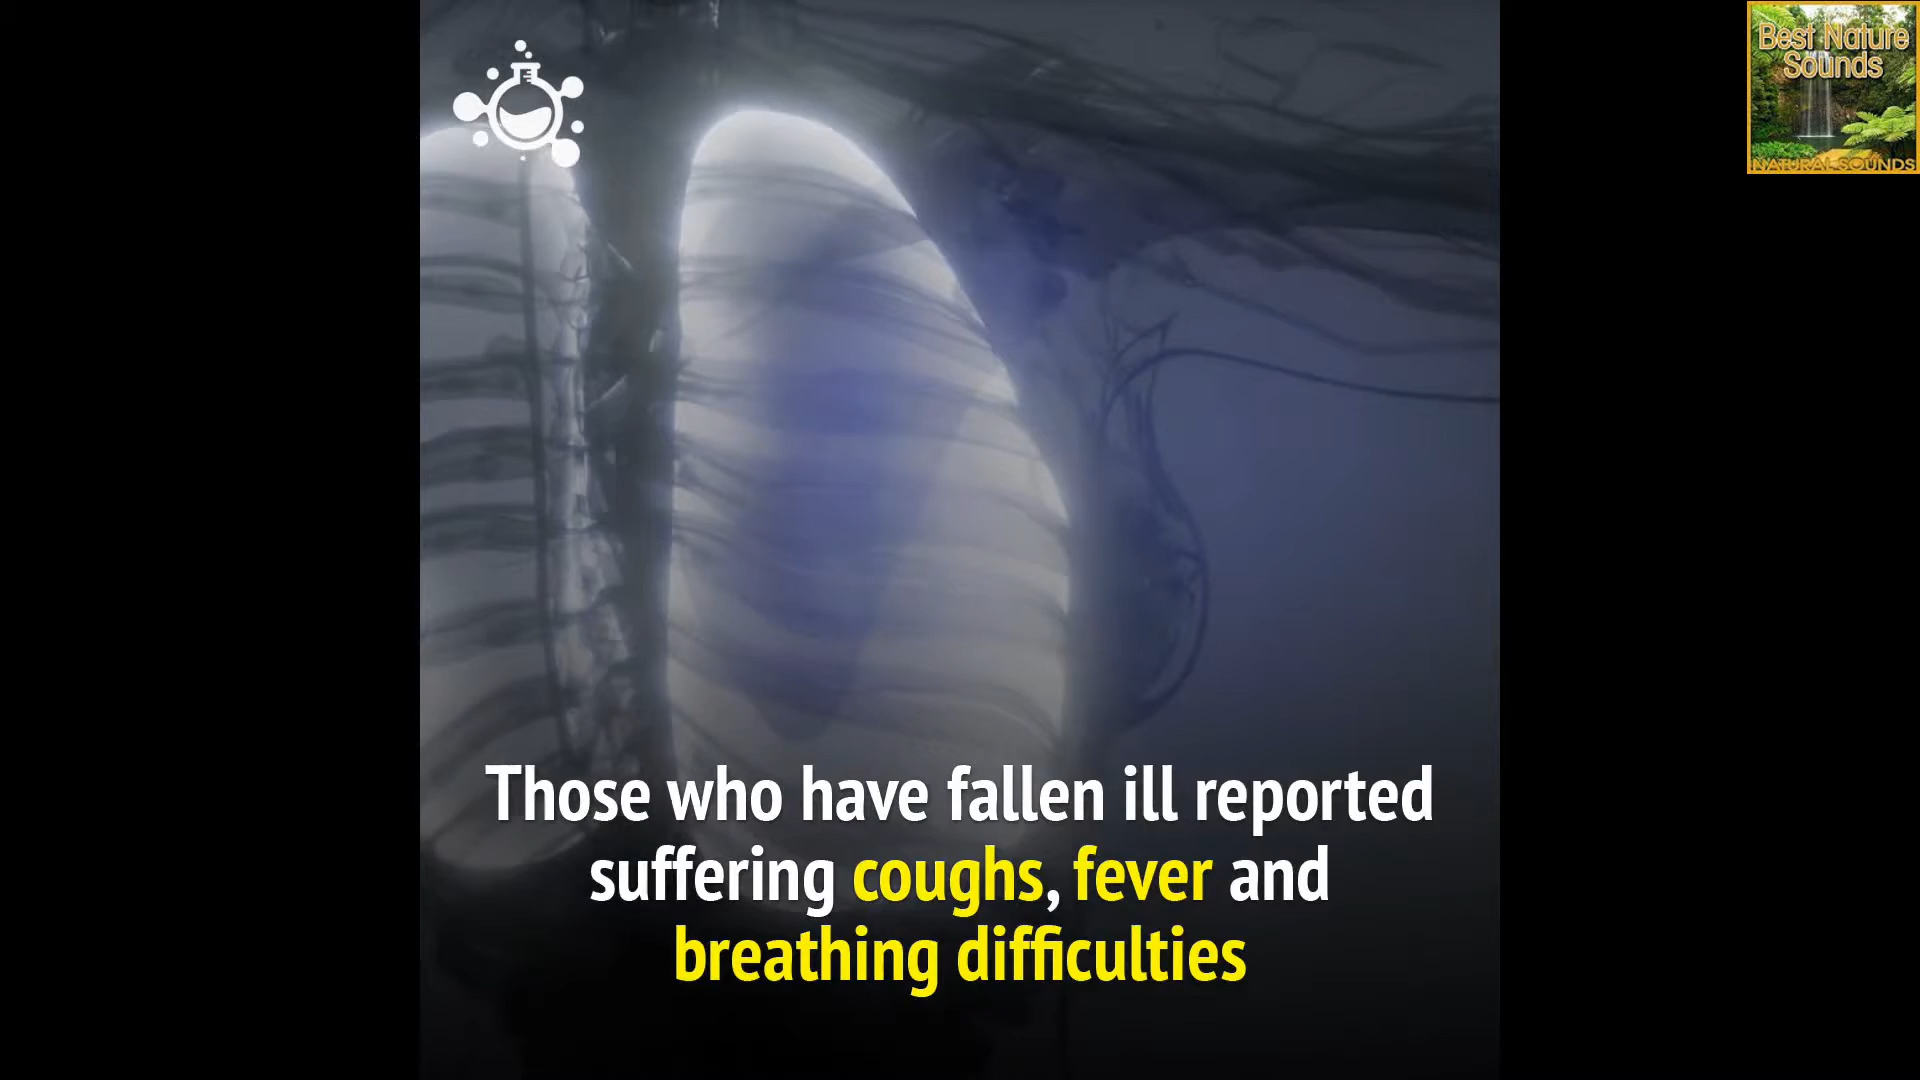 Best Nature
Sounds
NATURAL SOUNDS
Those who have fallen ill reported
suffering coughs, fever and
breathing difficulties